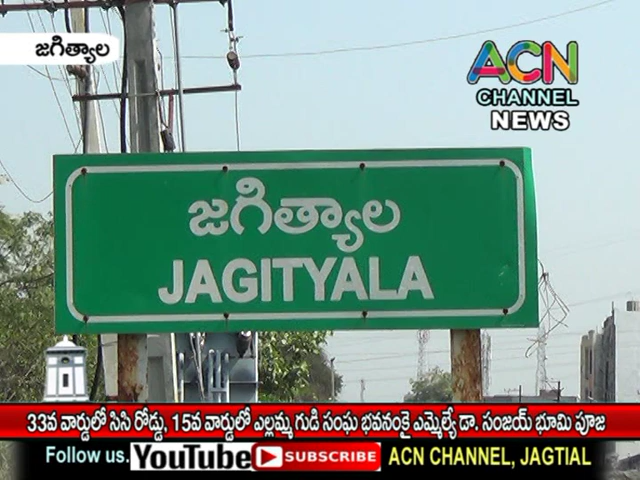 జగిత్యాల
ACN
CHANNEL
NEWS
జగిత్యాల
JAGITYALA
33వ వార్డులో సిసి రోడ్డు, 15వ వార్డులో ఎల్లమ్మ గుడి సంఘ భవనంకై ఎమ్మెల్యే డా. సంజయ్ భూమి పూజ
Follow us. YouTube SUBSCRIBE ACN CHANNEL, JAGTIAL